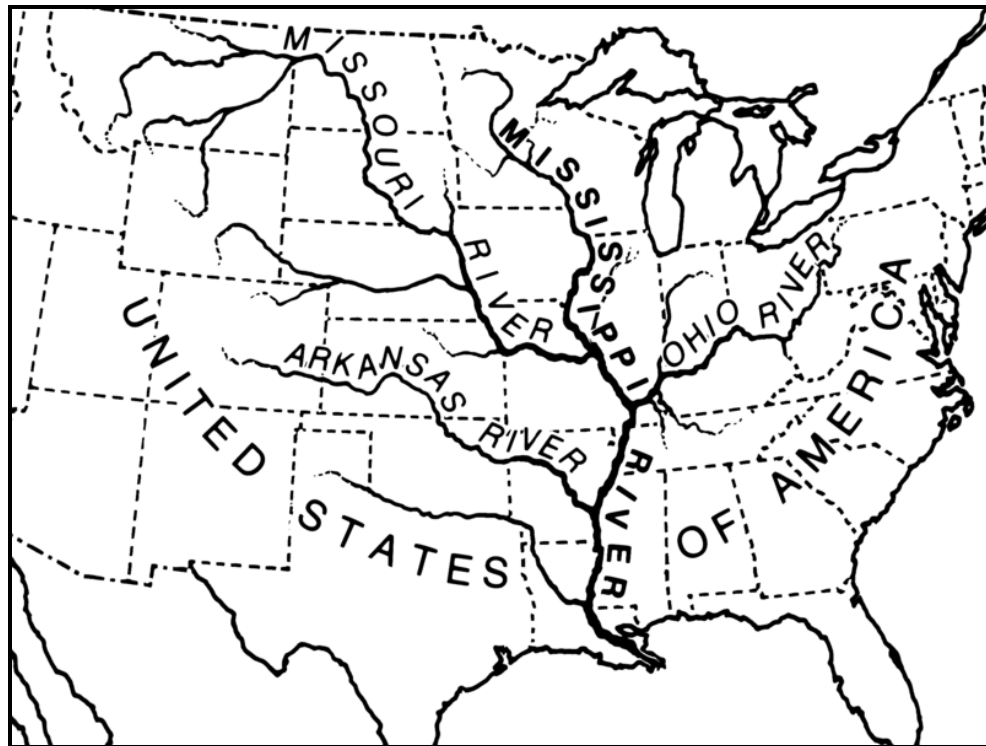 MISSOURI RIVER
MISSISSIPPI RIVER
OHIO RIVER
ARKANSAS RIVER
UNITED STATES OF AMERICA